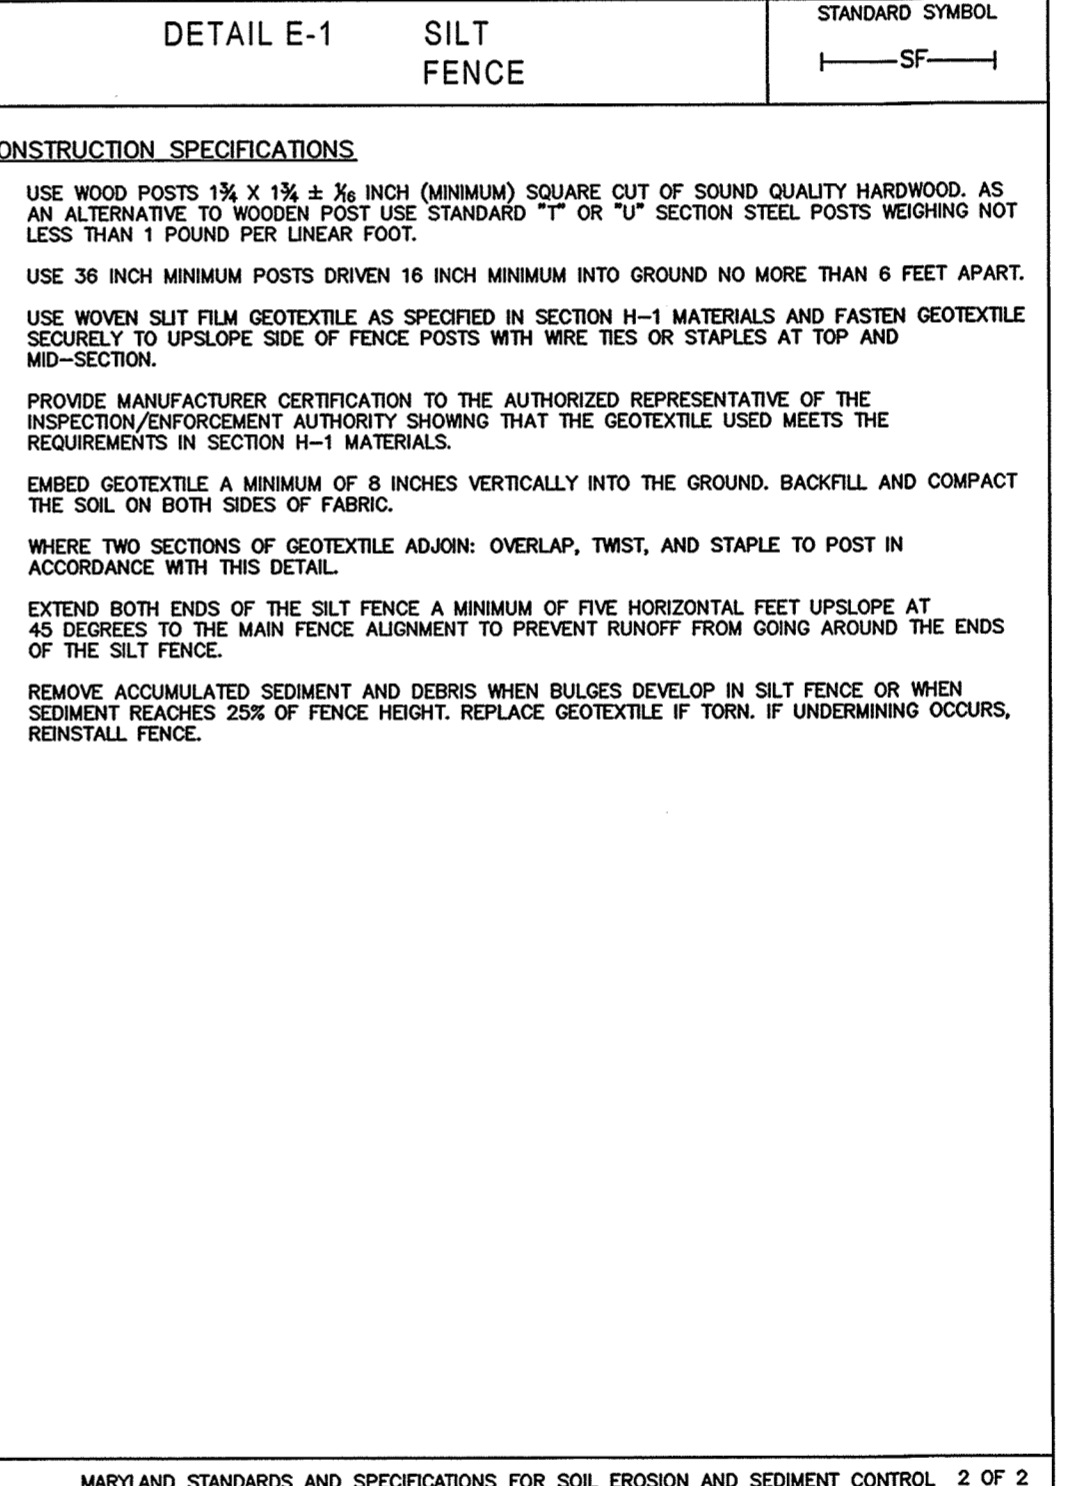 DETAIL E-1 SILT
FENCE
STANDARD SYMBOL
SF
ONSTRUCTION SPECIFICATIONS
USE WOOD POSTS 1¾ X 1¾ ± 1⁄16 INCH (MINIMUM) SQUARE CUT OF SOUND QUALITY HARDWOOD. AS
AN ALTERNATIVE TO WOODEN POST USE STANDARD "T" OR "U" SECTION STEEL POSTS WEIGHING NOT
LESS THAN 1 POUND PER LINEAR FOOT.
USE 36 INCH MINIMUM POSTS DRIVEN 16 INCH MINIMUM INTO GROUND NO MORE THAN 6 FEET APART.
USE WOVEN SLIT FILM GEOTEXTILE AS SPECIFIED IN SECTION H-1 MATERIALS AND FASTEN GEOTEXTILE
SECURELY TO UPSLOPE SIDE OF FENCE POSTS WITH WIRE TIES OR STAPLES AT TOP AND
MID-SECTION.
PROVIDE MANUFACTURER CERTIFICATION TO THE AUTHORIZED REPRESENTATIVE OF THE
INSPECTION/ENFORCEMENT AUTHORITY SHOWING THAT THE GEOTEXTILE USED MEETS THE
REQUIREMENTS IN SECTION H-1 MATERIALS.
EMBED GEOTEXTILE A MINIMUM OF 8 INCHES VERTICALLY INTO THE GROUND. BACKFILL AND COMPACT
THE SOIL ON BOTH SIDES OF FABRIC.
WHERE TWO SECTIONS OF GEOTEXTILE ADJOIN: OVERLAP, TWIST, AND STAPLE TO POST IN
ACCORDANCE WITH THIS DETAIL.
EXTEND BOTH ENDS OF THE SILT FENCE A MINIMUM OF FIVE HORIZONTAL FEET UPSLOPE AT
45 DEGREES TO THE MAIN FENCE ALIGNMENT TO PREVENT RUNOFF FROM GOING AROUND THE ENDS
OF THE SILT FENCE.
REMOVE ACCUMULATED SEDIMENT AND DEBRIS WHEN BULGES DEVELOP IN SILT FENCE OR WHEN
SEDIMENT REACHES 25% OF FENCE HEIGHT. REPLACE GEOTEXTILE IF TORN. IF UNDERMINING OCCURS,
REINSTALL FENCE.
MARYLAND STANDARDS AND SPECIFICATIONS FOR SOIL EROSION AND SEDIMENT CONTROL 2 OF 2